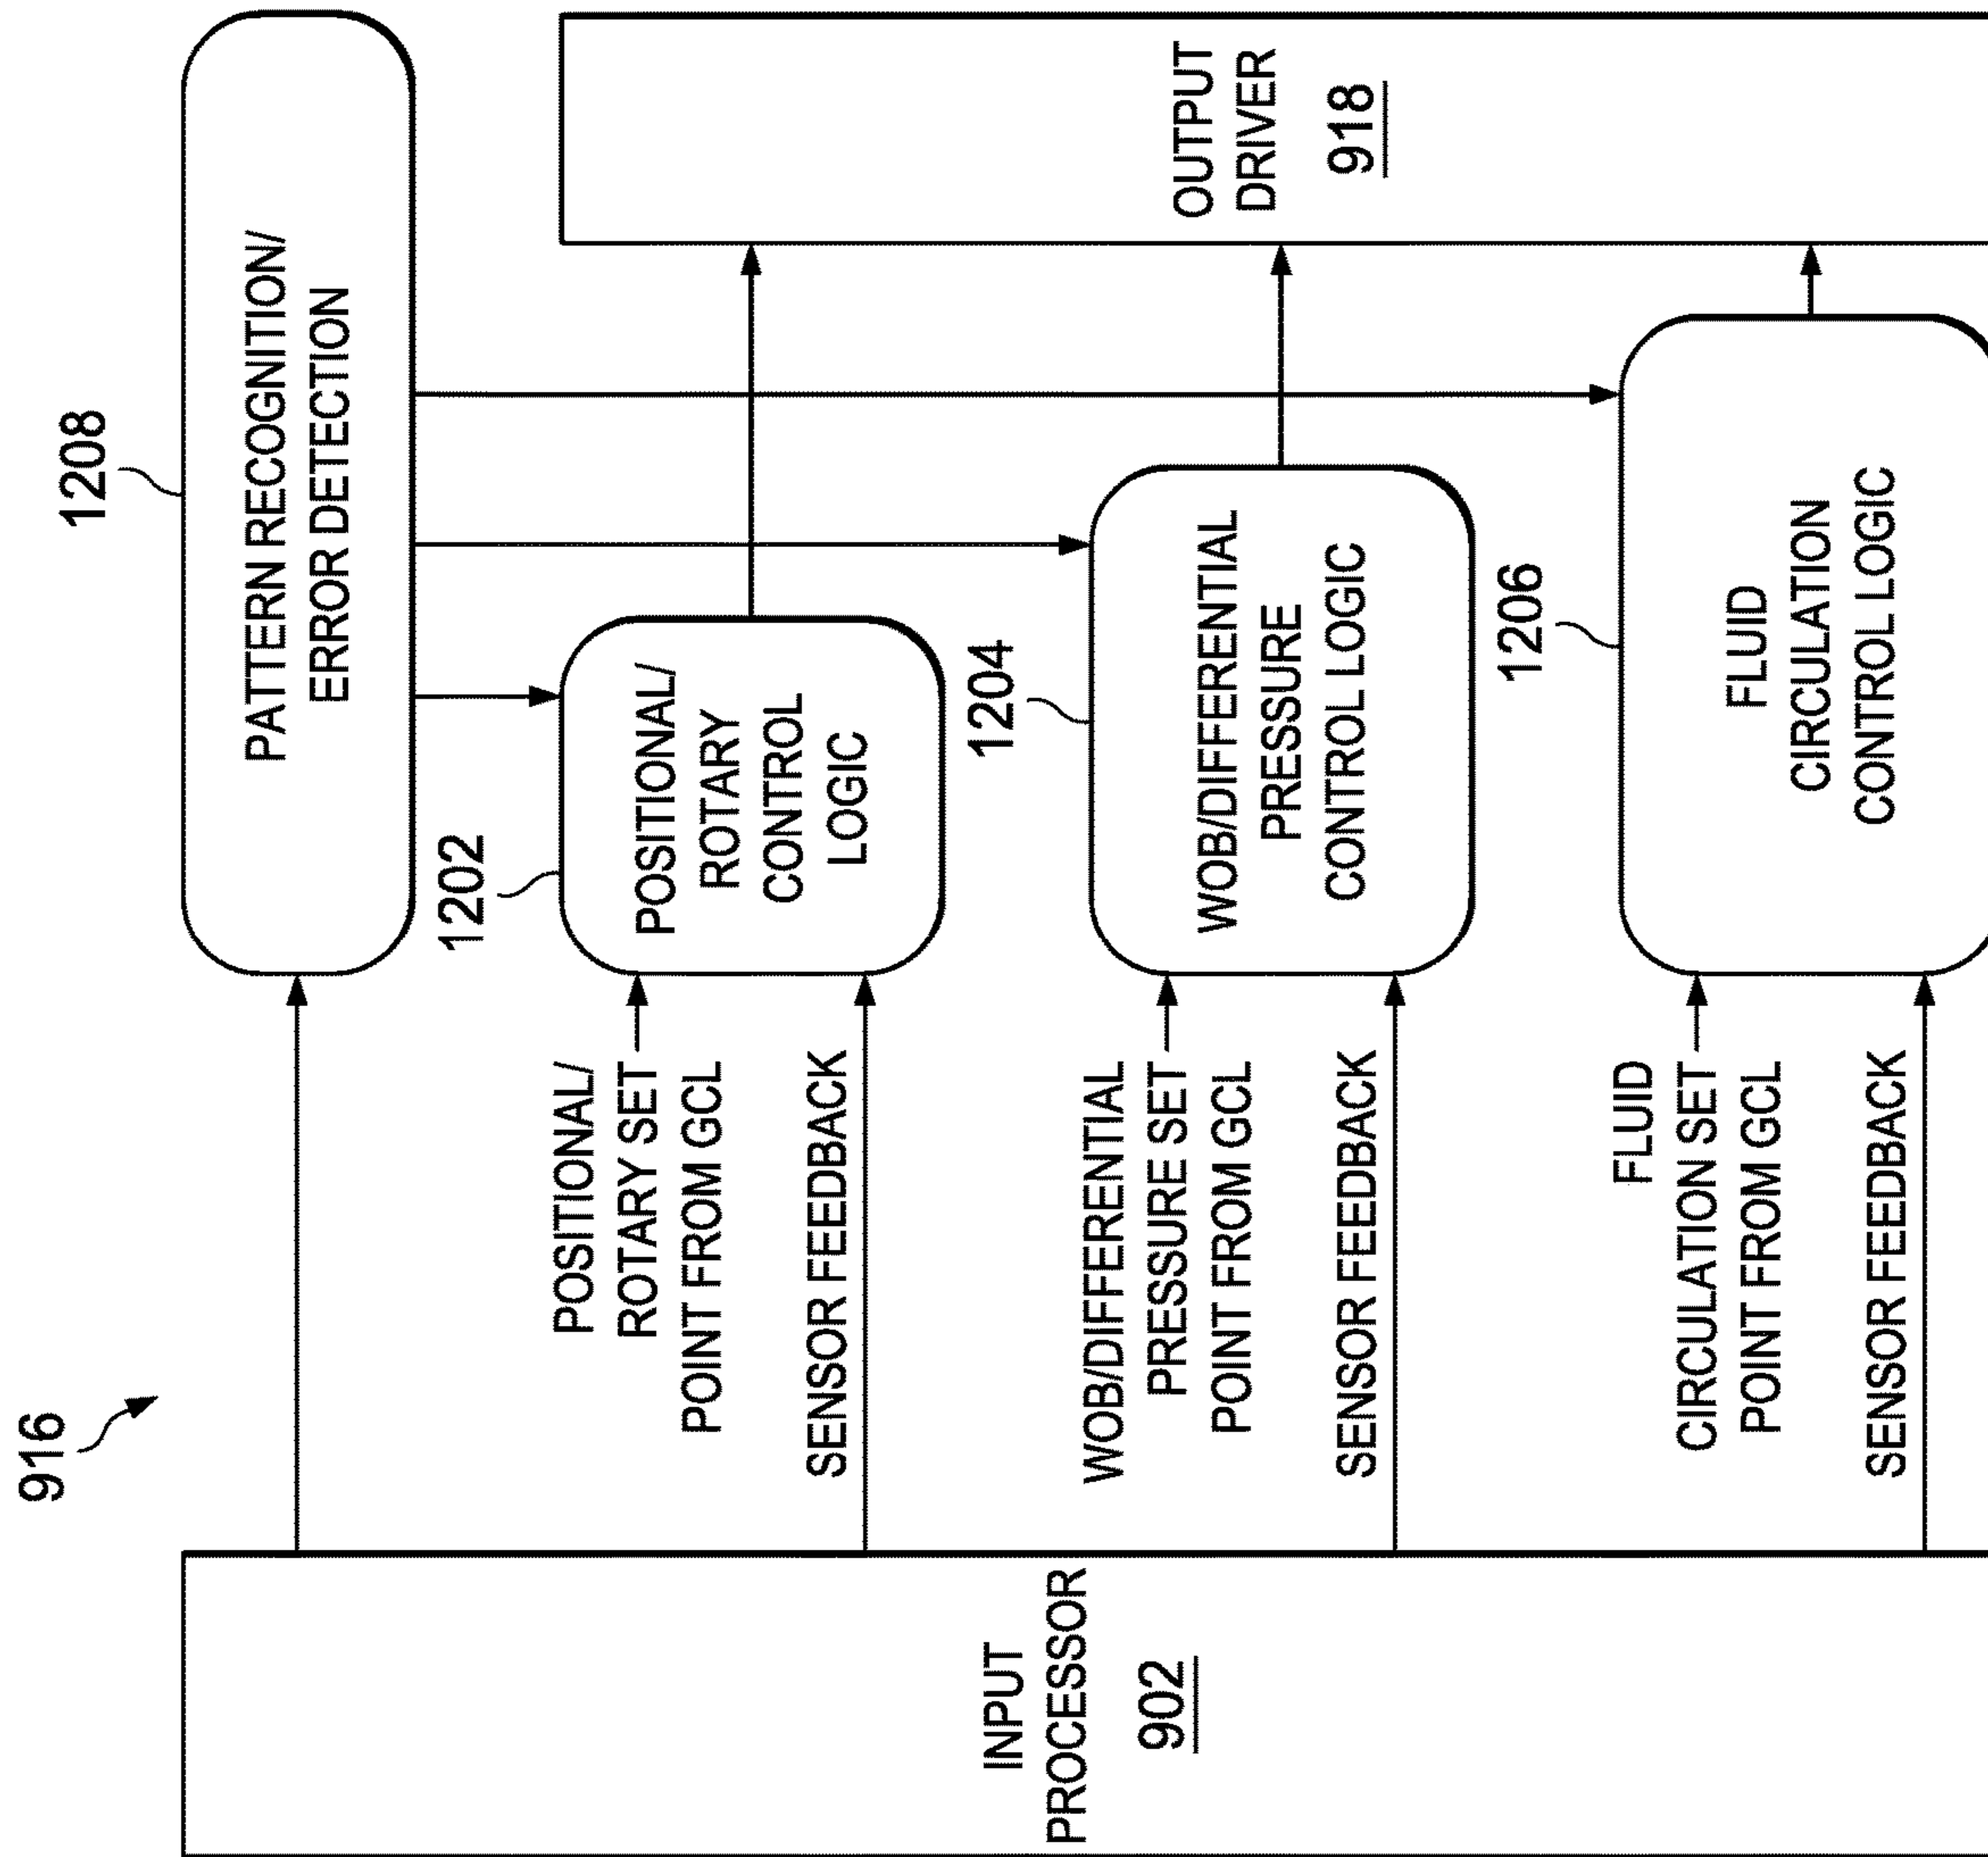 916
1208
PATTERN RECOGNITION/
ERROR DETECTION
1202
POSITIONAL/
ROTARY
CONTROL
LOGIC
POSITIONAL/
ROTARY SET
POINT FROM GCL
SENSOR FEEDBACK
1204
WOB/DIFFERENTIAL
PRESSURE
CONTROL LOGIC
WOB/DIFFERENTIAL
PRESSURE SET
POINT FROM GCL
SENSOR FEEDBACK
1206
FLUID
CIRCULATION
CONTROL LOGIC
FLUID
CIRCULATION SET
POINT FROM GCL
SENSOR FEEDBACK
INPUT
PROCESSOR
902
OUTPUT
DRIVER
918